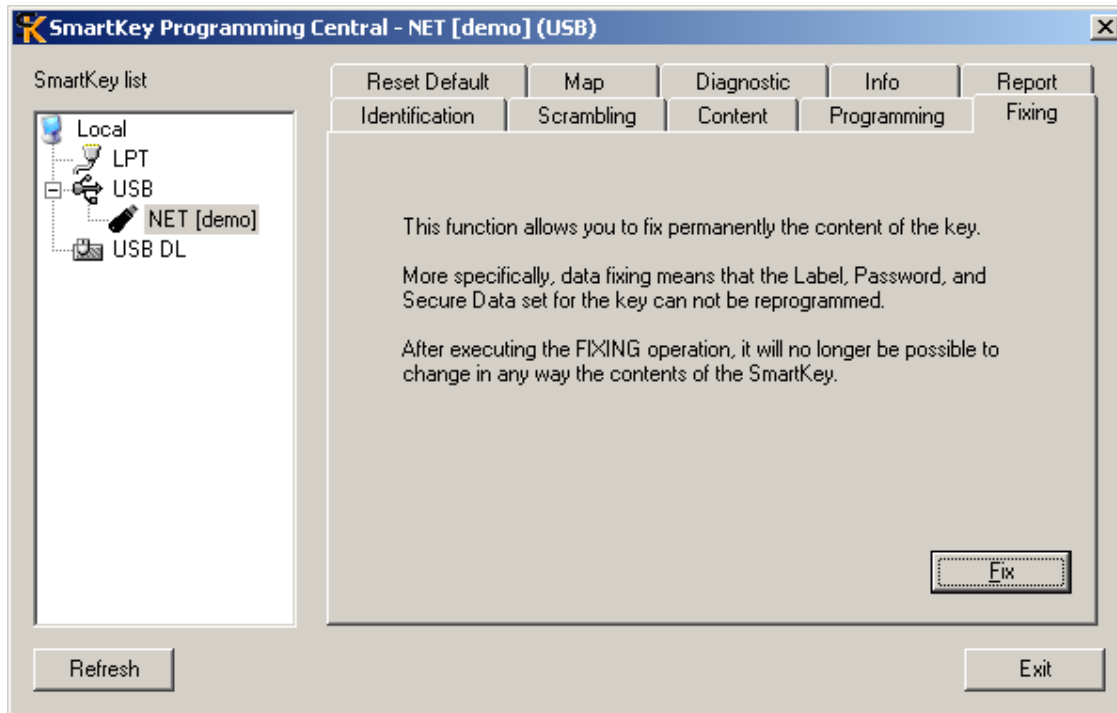 SmartKey Programming Central - NET [demo] (USB)
SmartKey list
Local
LPT
USB
NET [demo]
USB DL
Reset Default Map Diagnostic Info Report
Identification Scrambling Content Programming Fixing
This function allows you to fix permanently the content of the key.
More specifically, data fixing means that the Label, Password, and
Secure Data set for the key can not be reprogrammed.
After executing the FIXING operation, it will no longer be possible to
change in any way the contents of the SmartKey.
Fix
Refresh
Exit